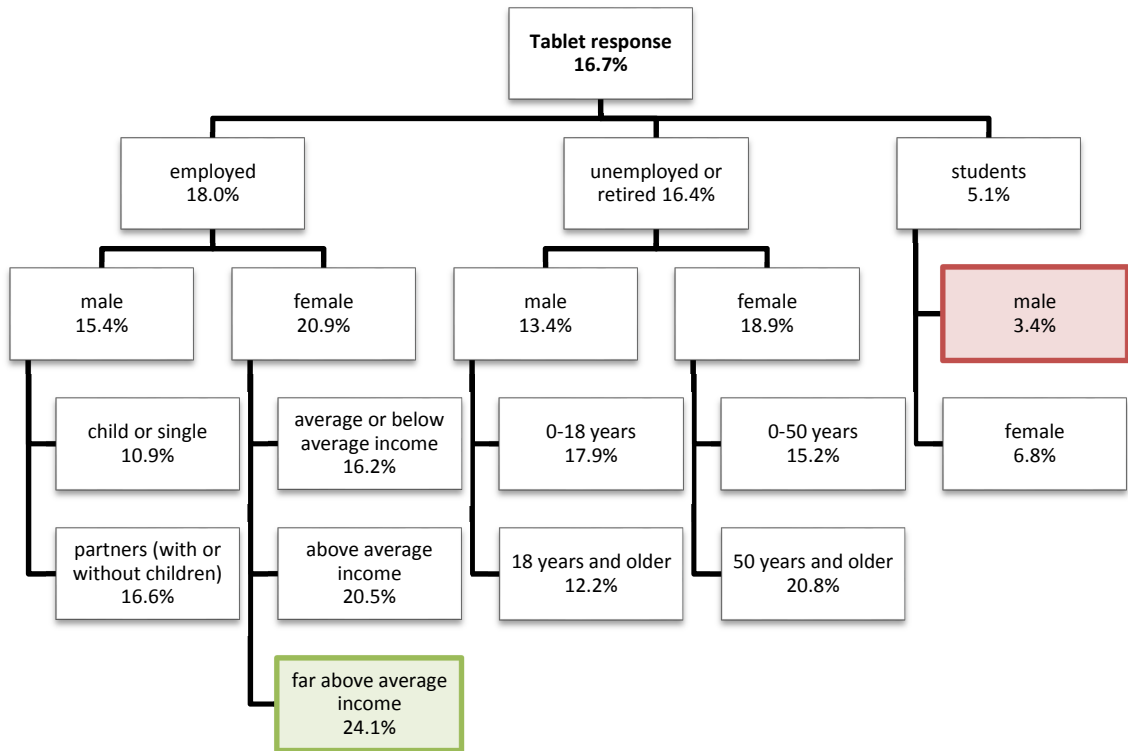 Tablet response
16.7%
employed
18.0%
unemployed or
retired 16.4%
students
5.1%
male
15.4%
female
20.9%
male
13.4%
female
18.9%
male
3.4%
child or single
10.9%
average or below
average income
16.2%
0-18 years
17.9%
0-50 years
15.2%
female
6.8%
partners (with or
without children)
16.6%
above average
income
20.5%
18 years and older
12.2%
50 years and older
20.8%
far above average
income
24.1%